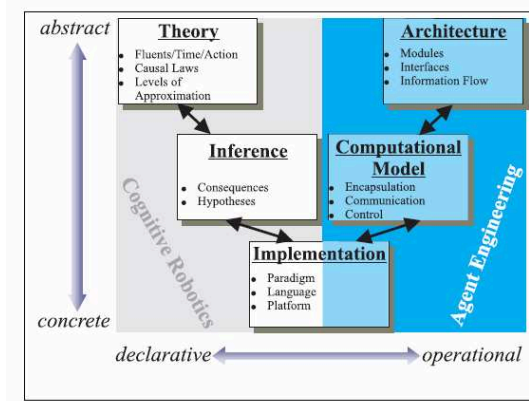 abstract
Theory
Fluents/Time/Action
Causal Laws
Levels of
Approximation
Architecture
Modules
Interfaces
Information Flow
Inference
Consequences
Hypotheses
Computational
Model
Encapsulation
Communication
Control
Implementation
Paradigm
Language
Platform
Cognitive Robotics
Agent Engineering
concrete
declarative
operational